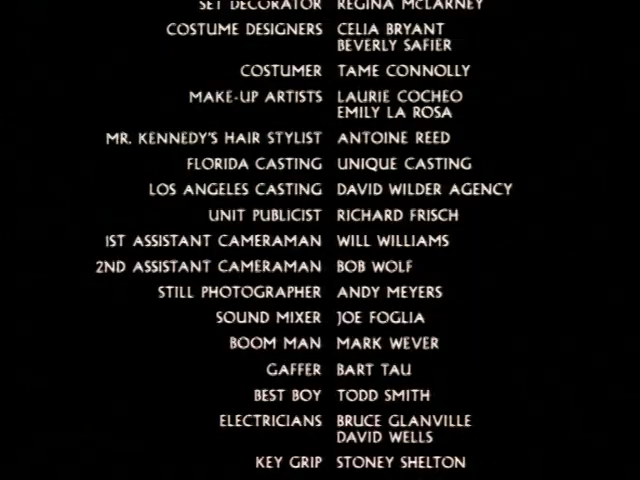 SET DECORATOR REGINA McLARNEY
COSTUME DESIGNERS CELIA BRYANT
BEVERLY SAFIER
COSTUMER TAME CONNOLLY
MAKE-UP ARTISTS LAURIE COCHEO
EMILY LA ROSA
MR. KENNEDY'S HAIR STYLIST ANTOINE REED
FLORIDA CASTING UNIQUE CASTING
LOS ANGELES CASTING DAVID WILDER AGENCY
UNIT PUBLICIST RICHARD FRISCH
1ST ASSISTANT CAMERAMAN WILL WILLIAMS
2ND ASSISTANT CAMERAMAN BOB WOLF
STILL PHOTOGRAPHER ANDY MEYERS
SOUND MIXER JOE FOGLIA
BOOM MAN MARK WEVER
GAFFER BART TAU
BEST BOY TODD SMITH
ELECTRICIANS BRUCE GLANVILLE
DAVID WELLS
KEY GRIP STONEY SHELTON